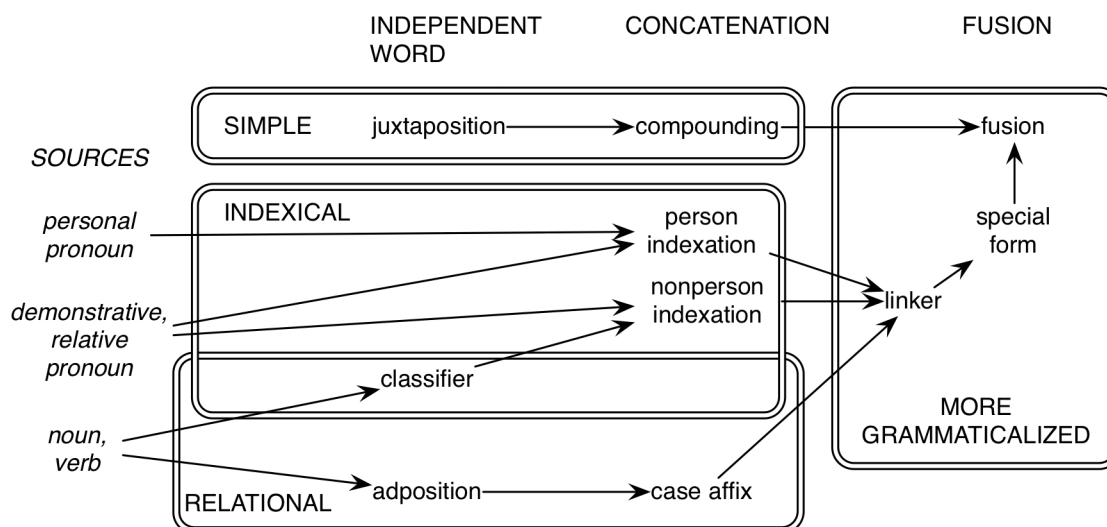 INDEPENDENT
WORD
CONCATENATION
FUSION
SIMPLE
juxtaposition
compounding
fusion
SOURCES
personal
pronoun
INDEXICAL
person
indexation
special
form
demonstrative,
relative
pronoun
nonperson
indexation
linker
classifier
noun,
verb
MORE
GRAMMATICALIZED
RELATIONAL
adposition
case affix